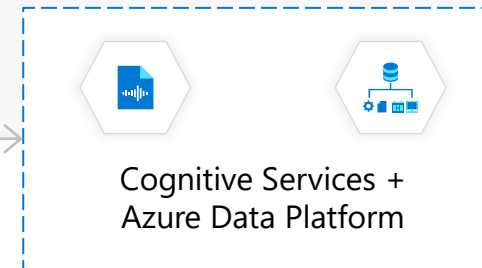 Cognitive Services +
Azure Data Platform